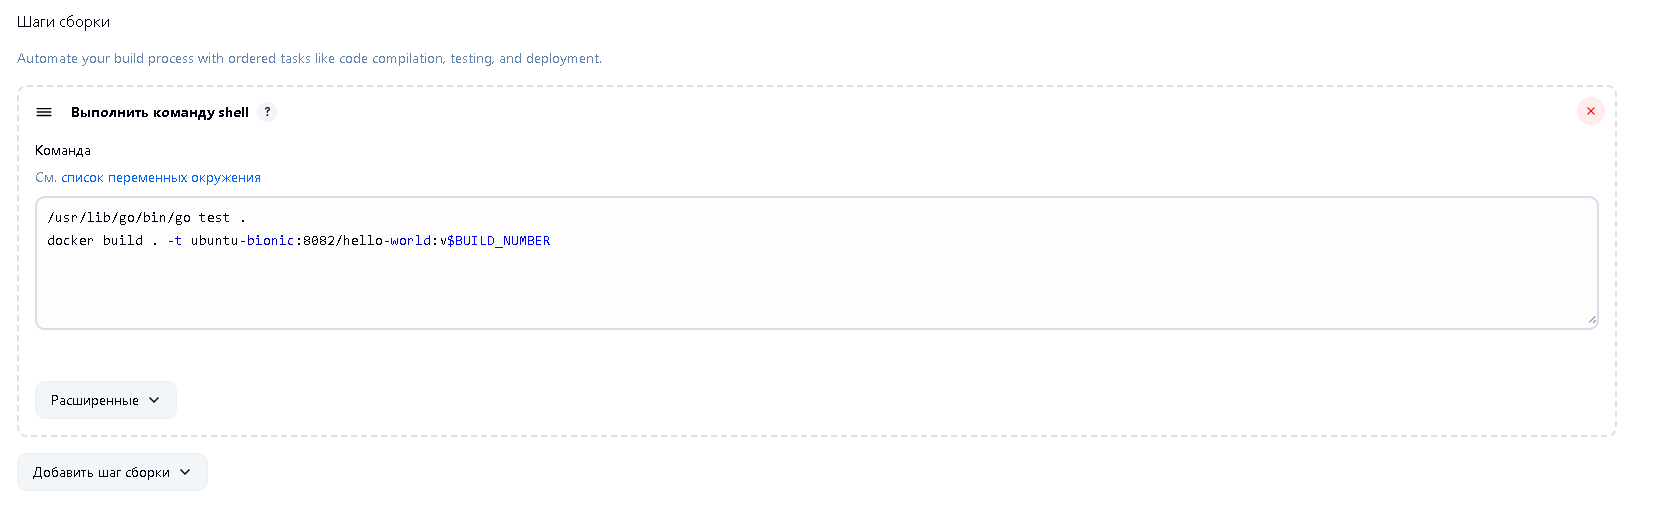 Шаги сборки
Automate your build process with ordered tasks like code compilation, testing, and deployment.
Выполнить команду shell ?
Команда
См. список переменных окружения
/usr/lib/go/bin/go test .
docker build . -t ubuntu-bionic:8082/hello-world:v$BUILD_NUMBER
Расширенные
Добавить шаг сборки